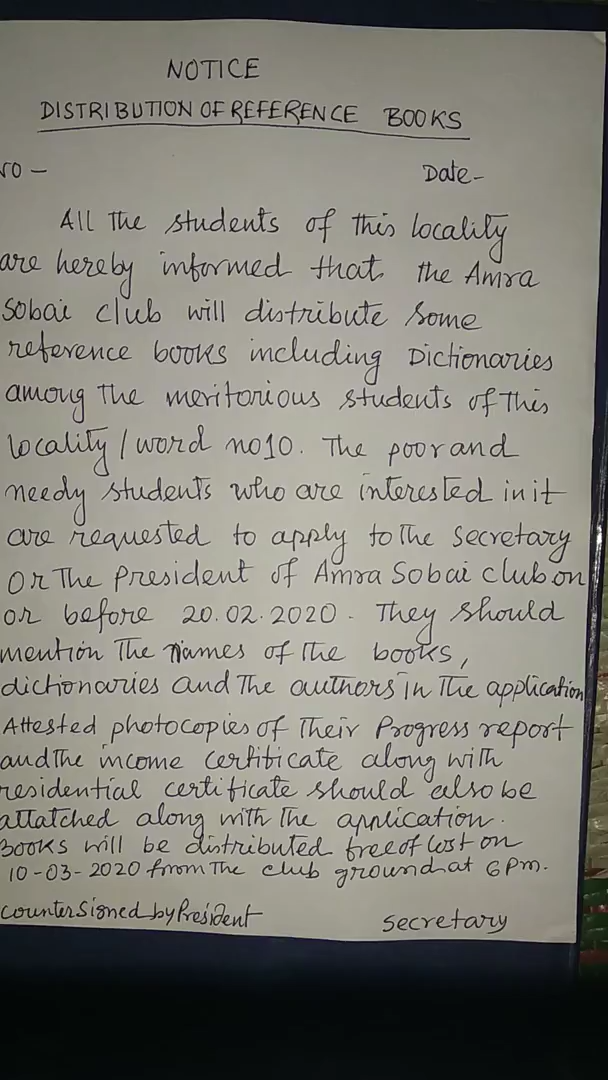 NOTICE
DISTRIBUTION OF REFERENCE BOOKS
No -
Date-
All The students of this locality
are hereby informed that the Amra
Sobai club will distribute some
reference books including Dictionaries
among The meritorious students of This
locality / word no 10. The poor and
needy students who are interested in it
are requested to apply to The Secretary
Or The President of Amra Sobai club on
or before 20.02.2020. They should
mention The Names of The books,
dictionaries and The authors in The application
Attested photocopies of Their Progress report
and The income certificate along with
residential certificate should also be
attatched along with The application.
Books will be distributed free of Cost on
10-03-2020 from The club ground at 6 Pm.
CounterSigned by President
Secretary